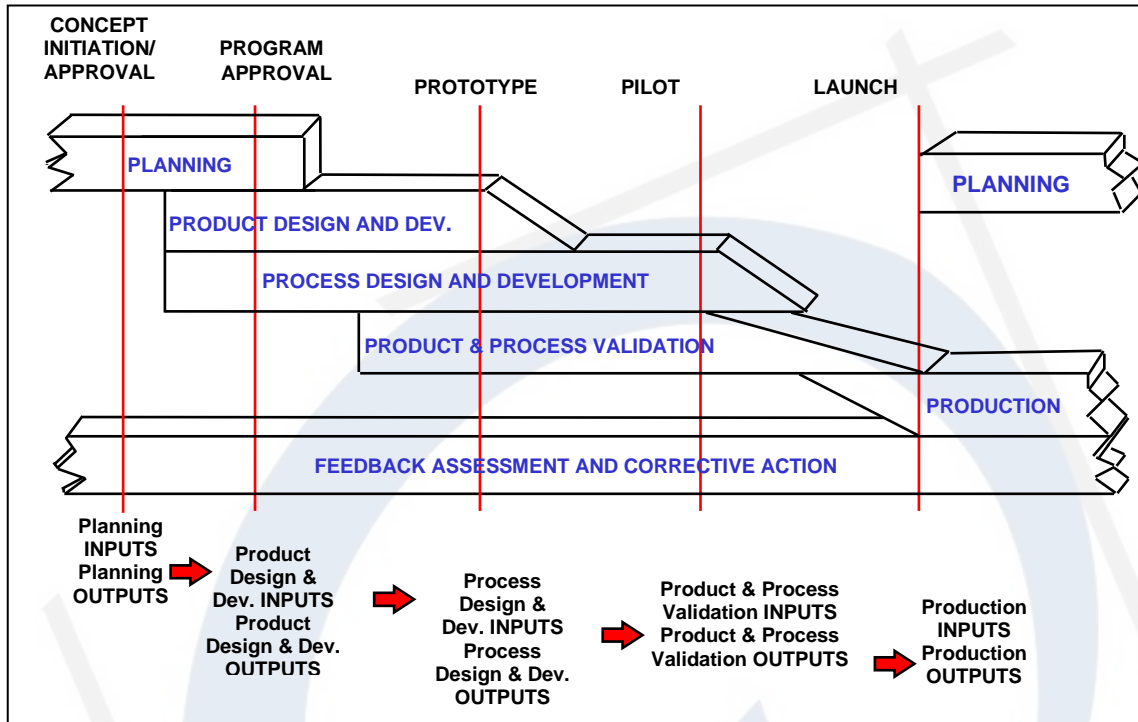 CONCEPT
INITIATION/
APPROVAL
PROGRAM
APPROVAL
PROTOTYPE
PILOT
LAUNCH
PLANNING
PLANNING
PRODUCT DESIGN AND DEV.
PROCESS DESIGN AND DEVELOPMENT
PRODUCT & PROCESS VALIDATION
PRODUCTION
FEEDBACK ASSESSMENT AND CORRECTIVE ACTION
Planning
INPUTS
Planning
OUTPUTS
Product
Design &
Dev. INPUTS
Product
Design & Dev.
OUTPUTS
Process
Design &
Dev. INPUTS
Process
Design & Dev.
OUTPUTS
Product & Process
Validation INPUTS
Product & Process
Validation OUTPUTS
Production
INPUTS
Production
OUTPUTS